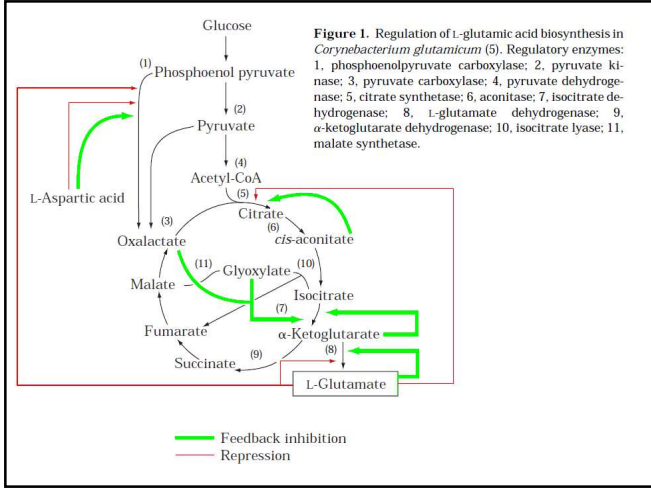 Glucose
Figure 1. Regulation of L-glutamic acid biosynthesis in
Corynebacterium glutamicum (5). Regulatory enzymes:
1, phosphoenolpyruvate carboxylase; 2, pyruvate ki-
nase; 3, pyruvate carboxylase; 4, pyruvate dehydroge-
nase; 5, citrate synthetase; 6, aconitase; 7, isocitrate de-
hydrogenase; 8, L-glutamate dehydrogenase; 9,
α-ketoglutarate dehydrogenase; 10, isocitrate lyase; 11,
malate synthetase.
(1)
Phosphoenol pyruvate
(2)
Pyruvate
(4)
Acetyl-CoA
(5)
L-Aspartic acid
Citrate
(3)
(6)
Oxalactate
cis-aconitate
(11)
Glyoxylate
(10)
Malate
Isocitrate
(7)
Fumarate
α-Ketoglutarate
(9)
(8)
Succinate
L-Glutamate
Feedback inhibition
Repression